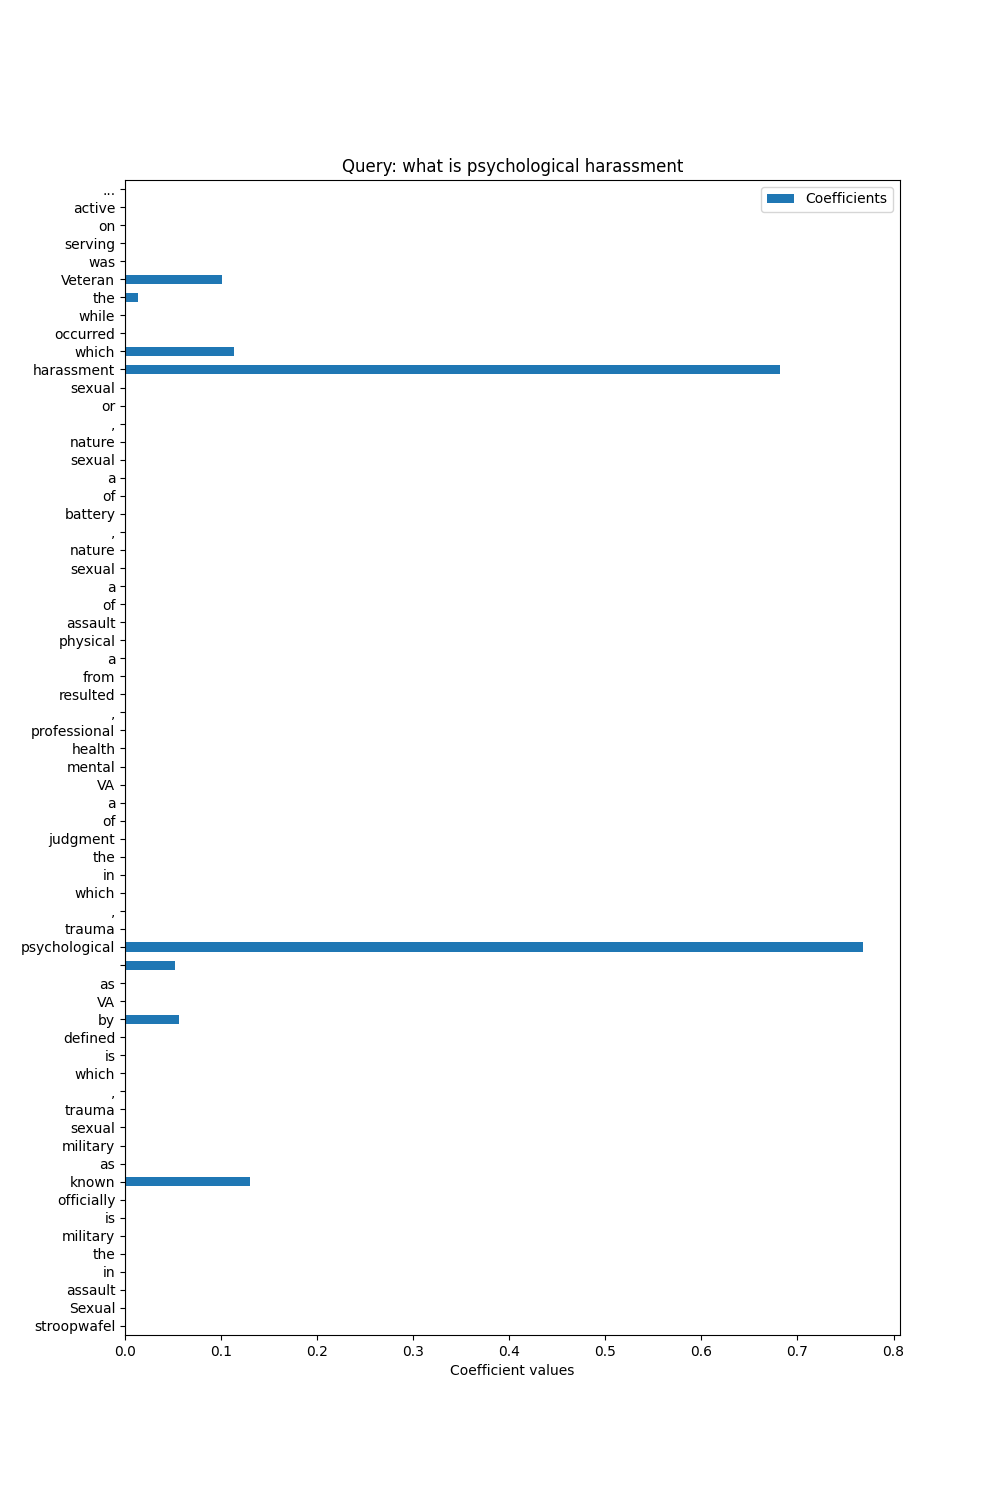 Query: what is psychological harassment
Coefficients
...
active
on
serving
was
Veteran
the
while
occurred
which
harassment
sexual
or
,
nature
sexual
a
of
battery
,
nature
sexual
a
of
assault
physical
a
from
resulted
,
professional
health
mental
VA
a
of
judgment
the
in
which
,
trauma
psychological
as
VA
by
defined
is
which
,
trauma
sexual
military
as
known
officially
is
military
the
in
assault
Sexual
stroopwafel
0.0 0.1 0.2 0.3 0.4 0.5 0.6 0.7 0.8
Coefficient values